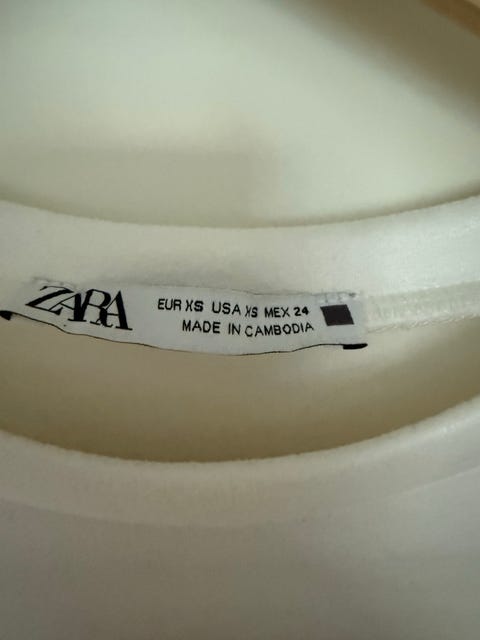 ZARA
EUR XS USA XS MEX 24
MADE IN CAMBODIA